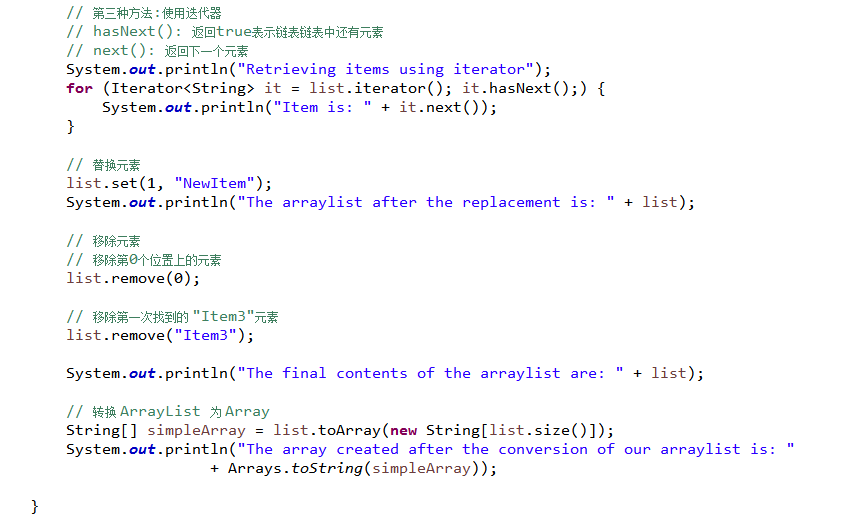 // 第三种方法:使用迭代器
// hasNext(): 返回true表示链表链表中还有元素
// next(): 返回下一个元素
System.out.println("Retrieving items using iterator");
for (Iterator<String> it = list.iterator(); it.hasNext();) {
System.out.println("Item is: " + it.next());
}
// 替换元素
list.set(1, "NewItem");
System.out.println("The arraylist after the replacement is: " + list);
// 移除元素
// 移除第0个位置上的元素
list.remove(0);
// 移除第一次找到的 "Item3"元素
list.remove("Item3");
System.out.println("The final contents of the arraylist are: " + list);
// 转换 ArrayList 为 Array
String[] simpleArray = list.toArray(new String[list.size()]);
System.out.println("The array created after the conversion of our arraylist is: "
+ Arrays.toString(simpleArray));
}